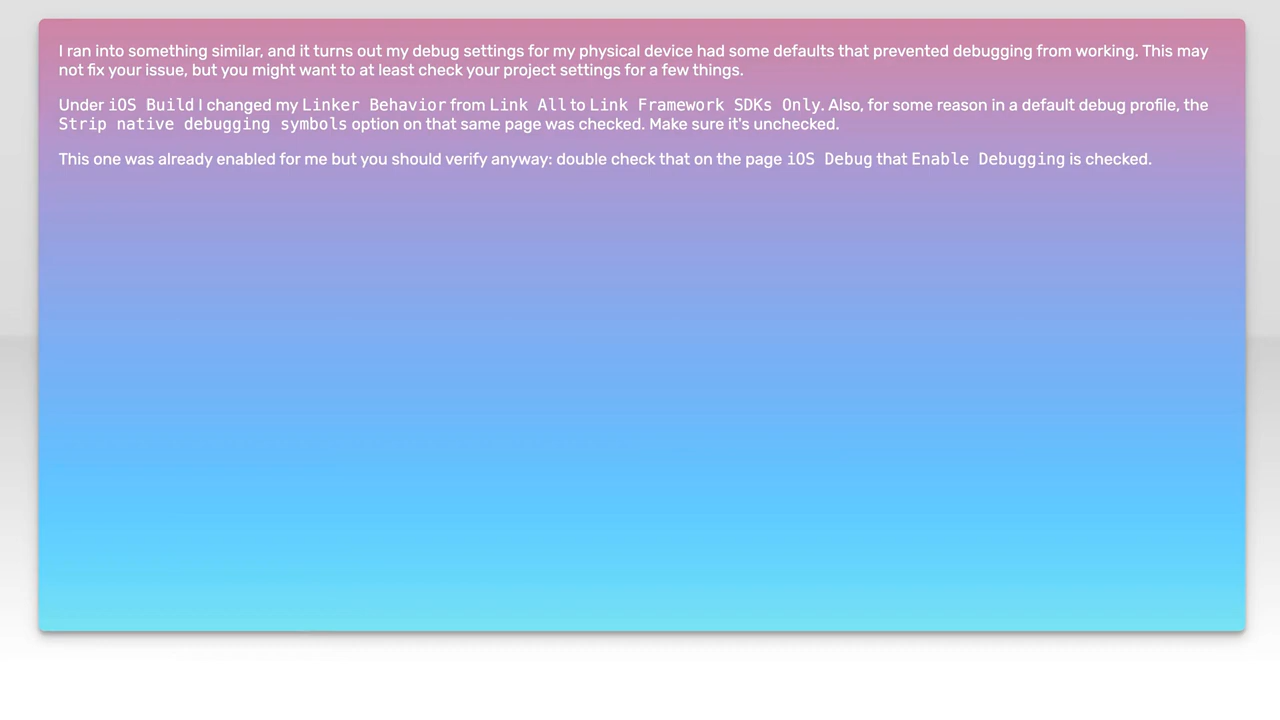 I ran into something similar, and it turns out my debug settings for my physical device had some defaults that prevented debugging from working. This may
not fix your issue, but you might want to at least check your project settings for a few things.
Under iOS Build I changed my Linker Behavior from Link All to Link Framework SDKs Only. Also, for some reason in a default debug profile, the
Strip native debugging symbols option on that same page was checked. Make sure it's unchecked.
This one was already enabled for me but you should verify anyway: double check that on the page iOS Debug that Enable Debugging is checked.